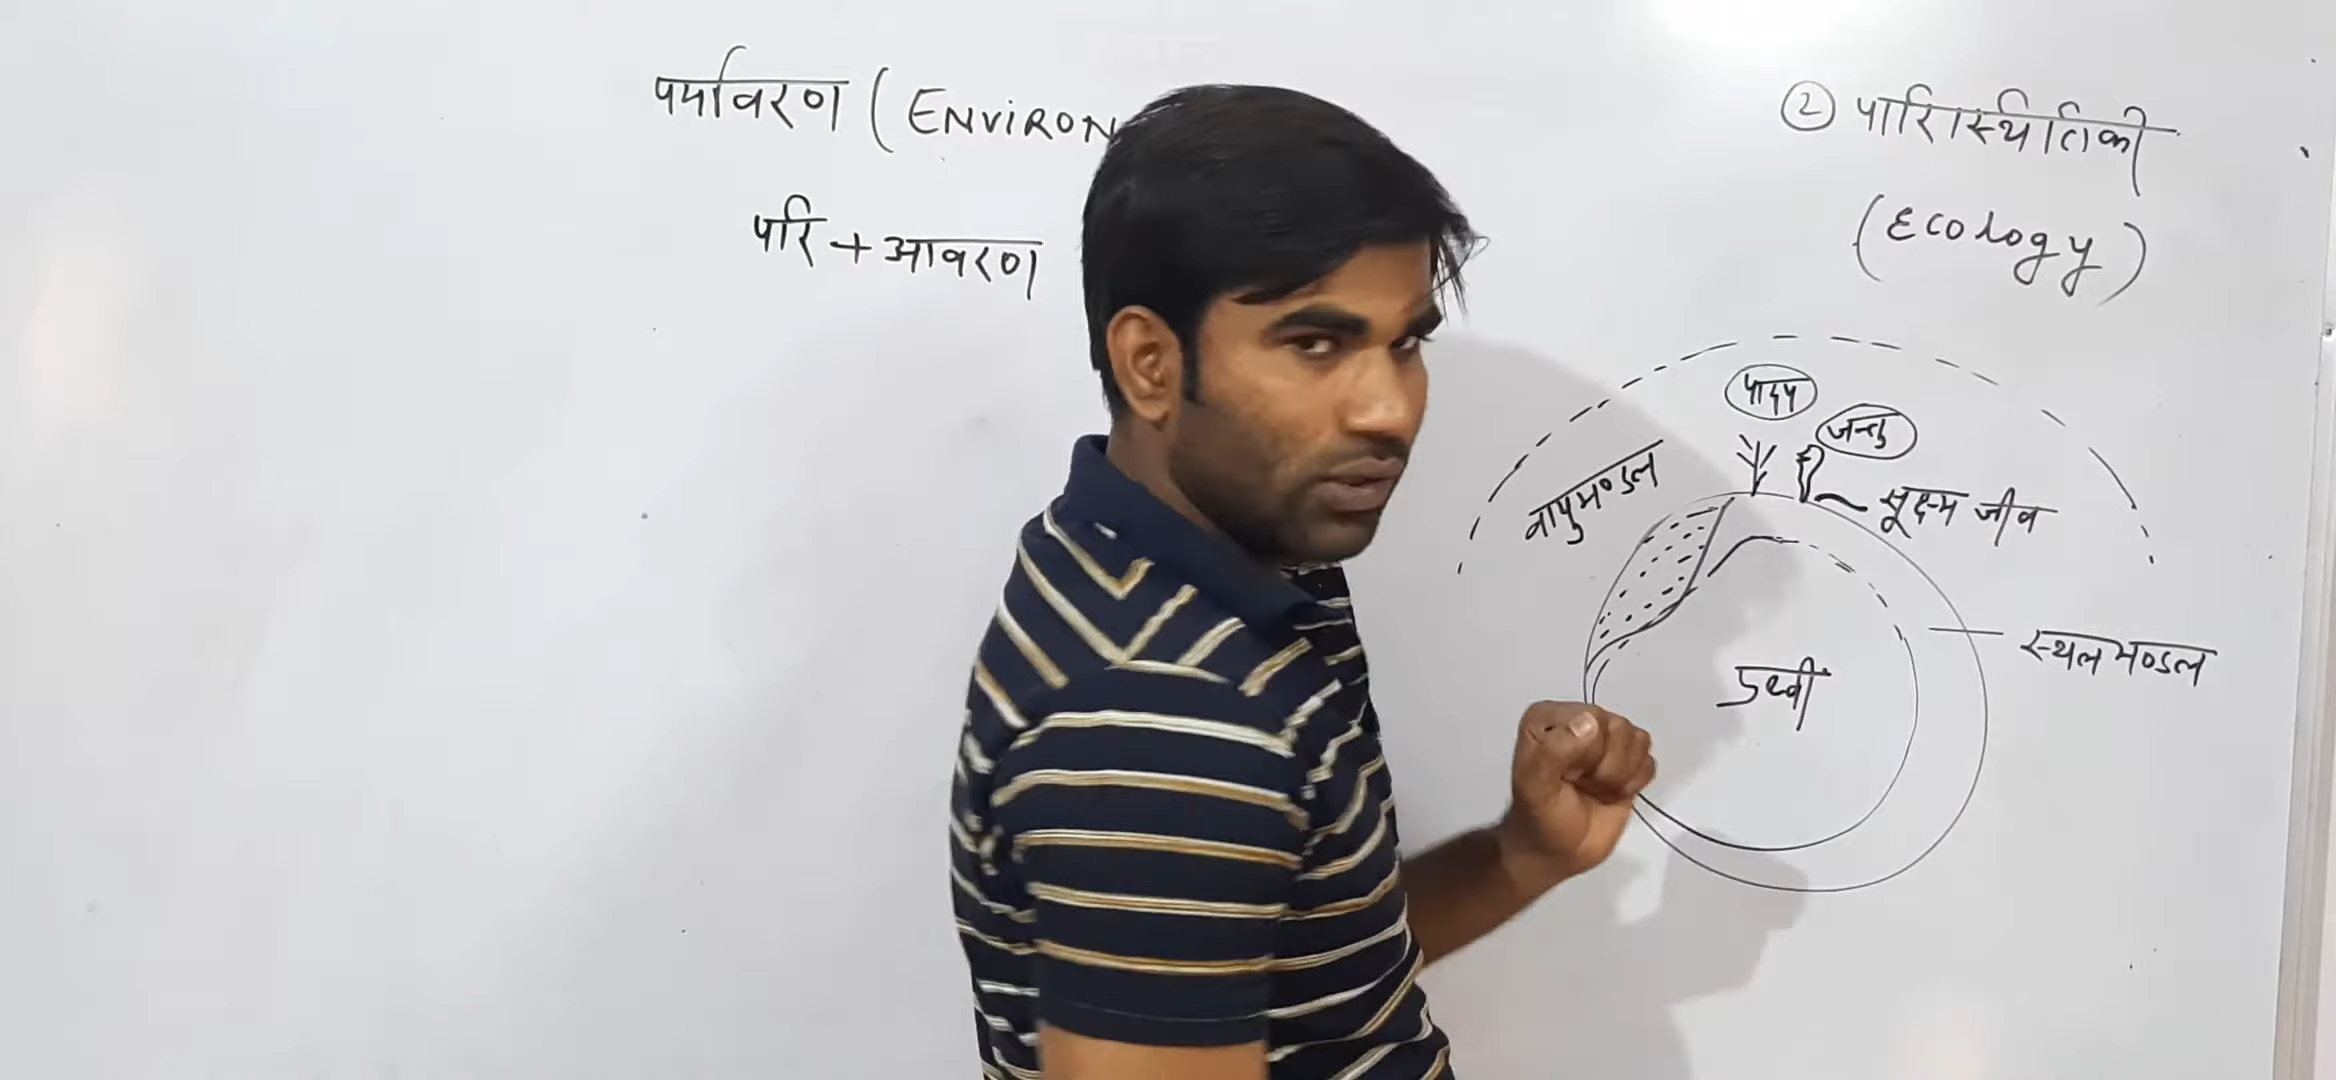 पर्यावरण ( ENViRON
परि + आवरण
② पारिस्थितिकी
(Ecology)
पादप
जन्तु
वायुमण्डल
सूक्ष्म जीव
स्थलमण्डल
पृथ्वी